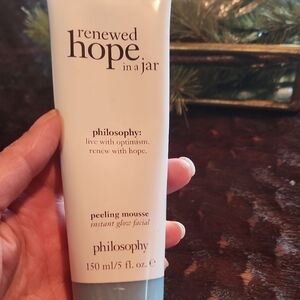 renewed
hope
in a jar
philosophy:
live with optimism.
renew with hope.
peeling mousse
instant glow facial
philosophy
150 ml/5 fl. oz. e